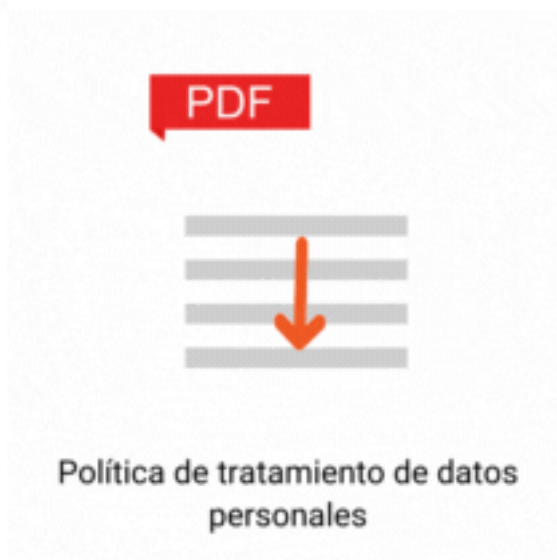 PDF
Política de tratamiento de datos
personales